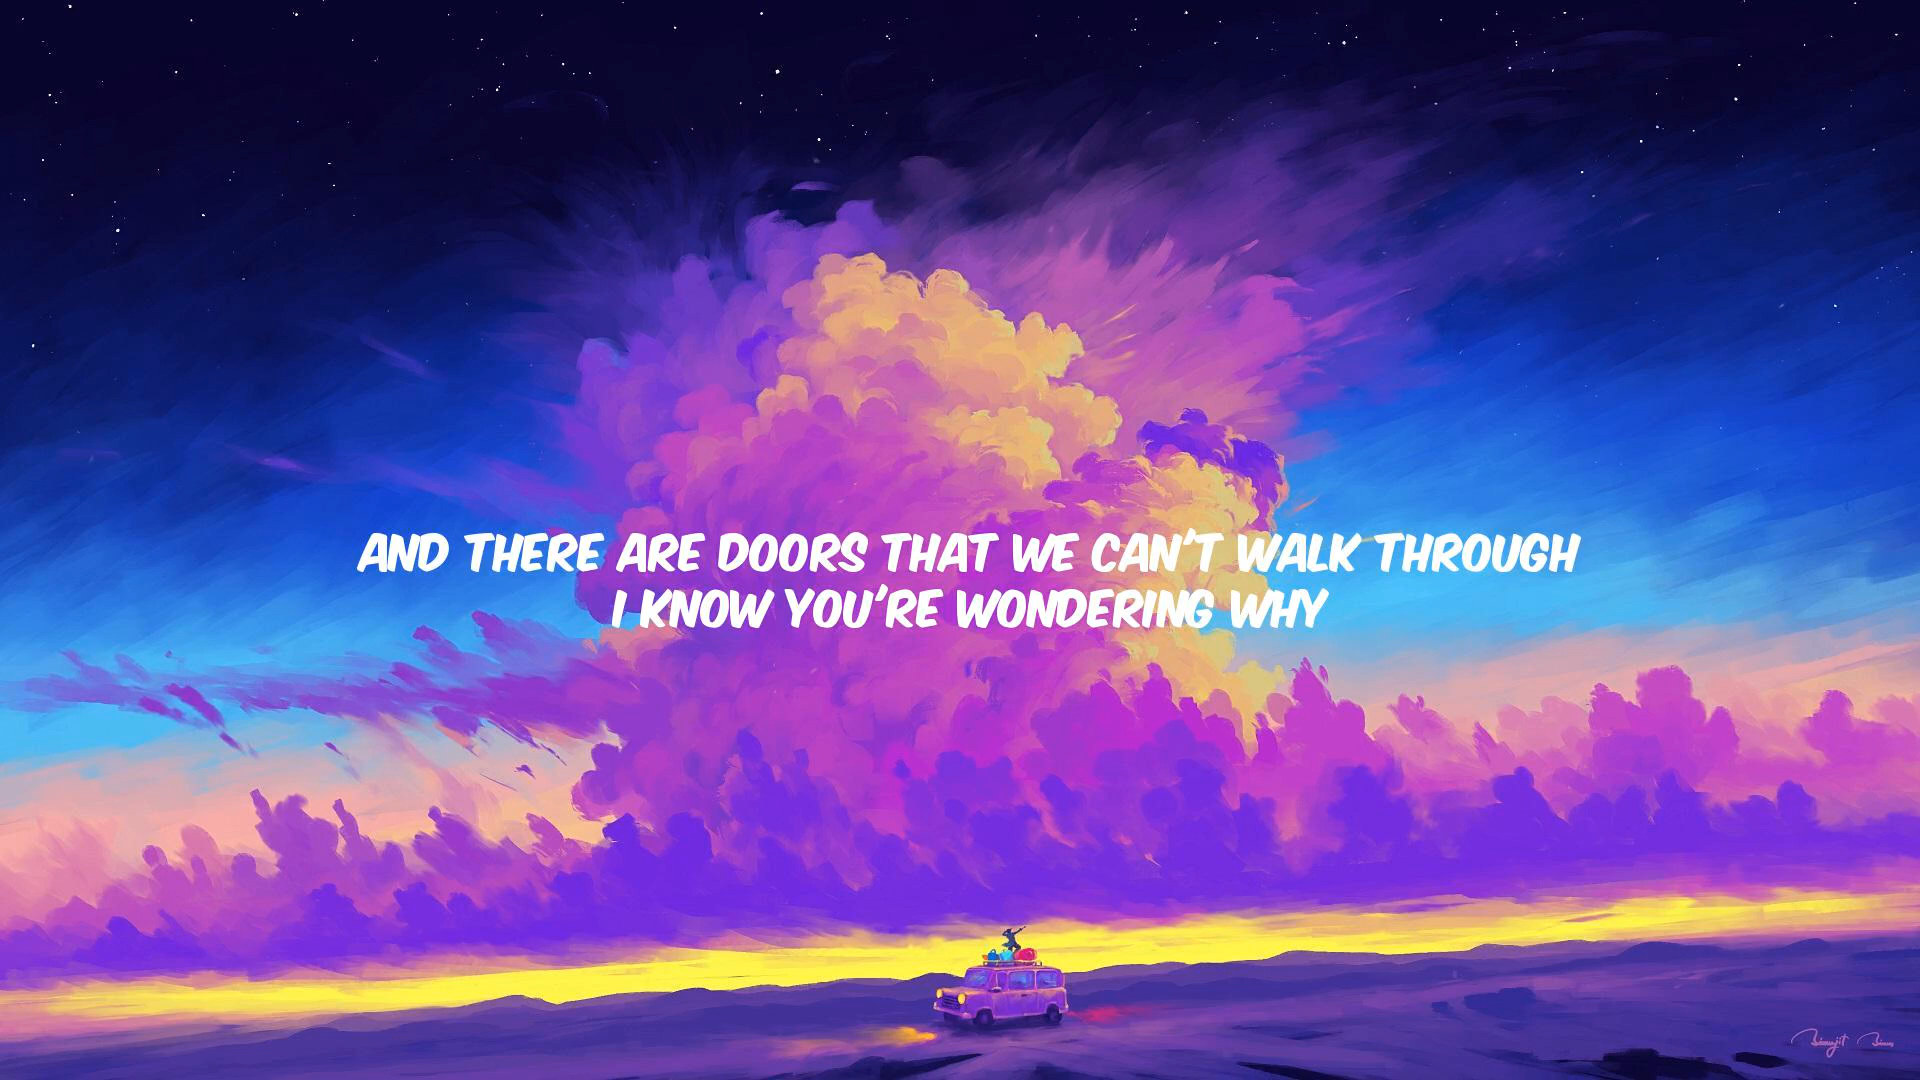 AND THERE ARE DOORS THAT WE CAN'T WALK THROUGH
I KNOW YOU'RE WONDERING WHY